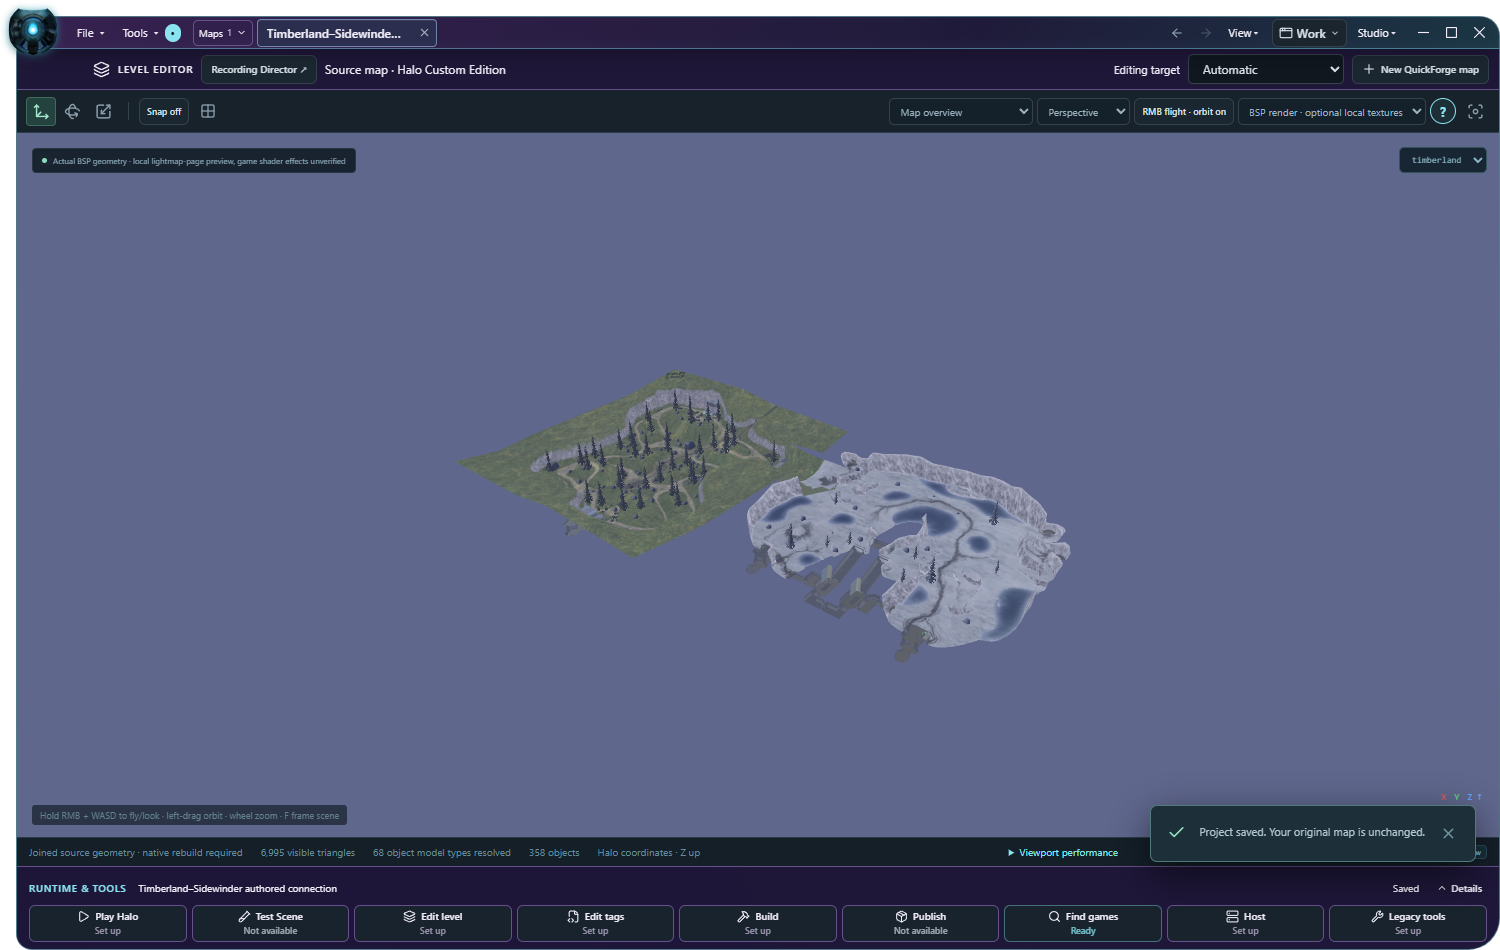 File Tools Maps 1 Timberland–Sidewinde... View Work Studio
LEVEL EDITOR Recording Director ↗ Source map · Halo Custom Edition Editing target Automatic + New QuickForge map
Snap off Map overview Perspective RMB flight · orbit on BSP render · optional local textures ?
Actual BSP geometry · local lightmap-page preview, game shader effects unverified timberland
X Y Z ↑
Hold RMB + WASD to fly/look · left-drag orbit · wheel zoom · F frame scene
Project saved. Your original map is unchanged.
Joined source geometry · native rebuild required 6,995 visible triangles 68 object model types resolved 358 objects Halo coordinates · Z up Viewport performance
RUNTIME & TOOLS Timberland–Sidewinder authored connection Saved Details
Play Halo Test Scene Edit level Edit tags Build Publish Find games Host Legacy tools
Set up Not available Set up Set up Set up Not available Ready Set up Set up